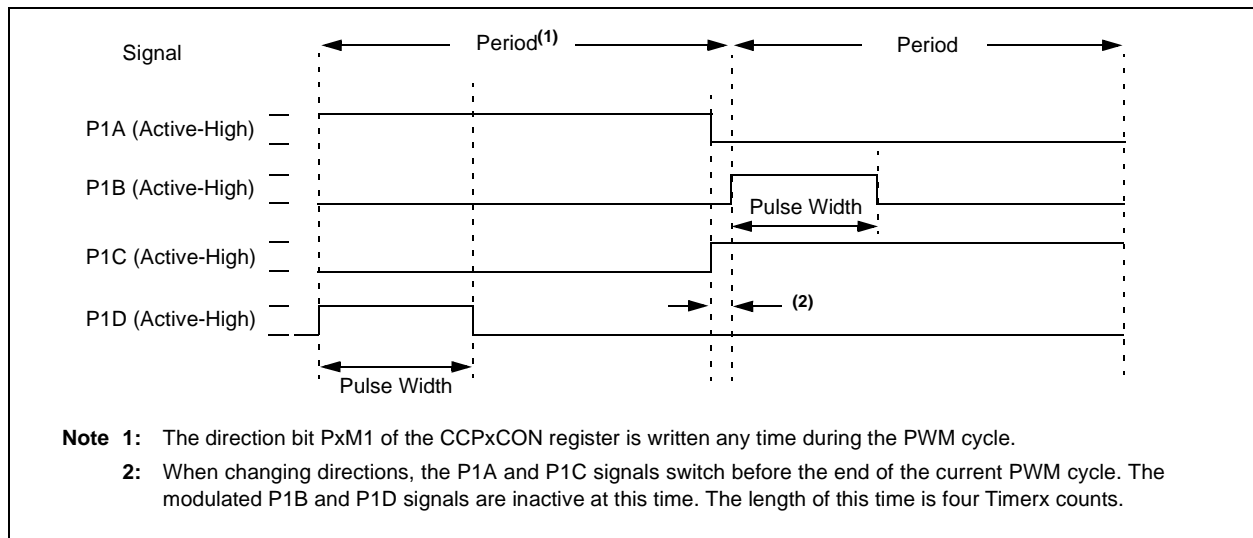 Signal
Period(1)
Period
P1A (Active-High)
P1B (Active-High)
Pulse Width
P1C (Active-High)
(2)
P1D (Active-High)
Pulse Width
Note 1: The direction bit PxM1 of the CCPxCON register is written any time during the PWM cycle.
2: When changing directions, the P1A and P1C signals switch before the end of the current PWM cycle. The
modulated P1B and P1D signals are inactive at this time. The length of this time is four Timerx counts.